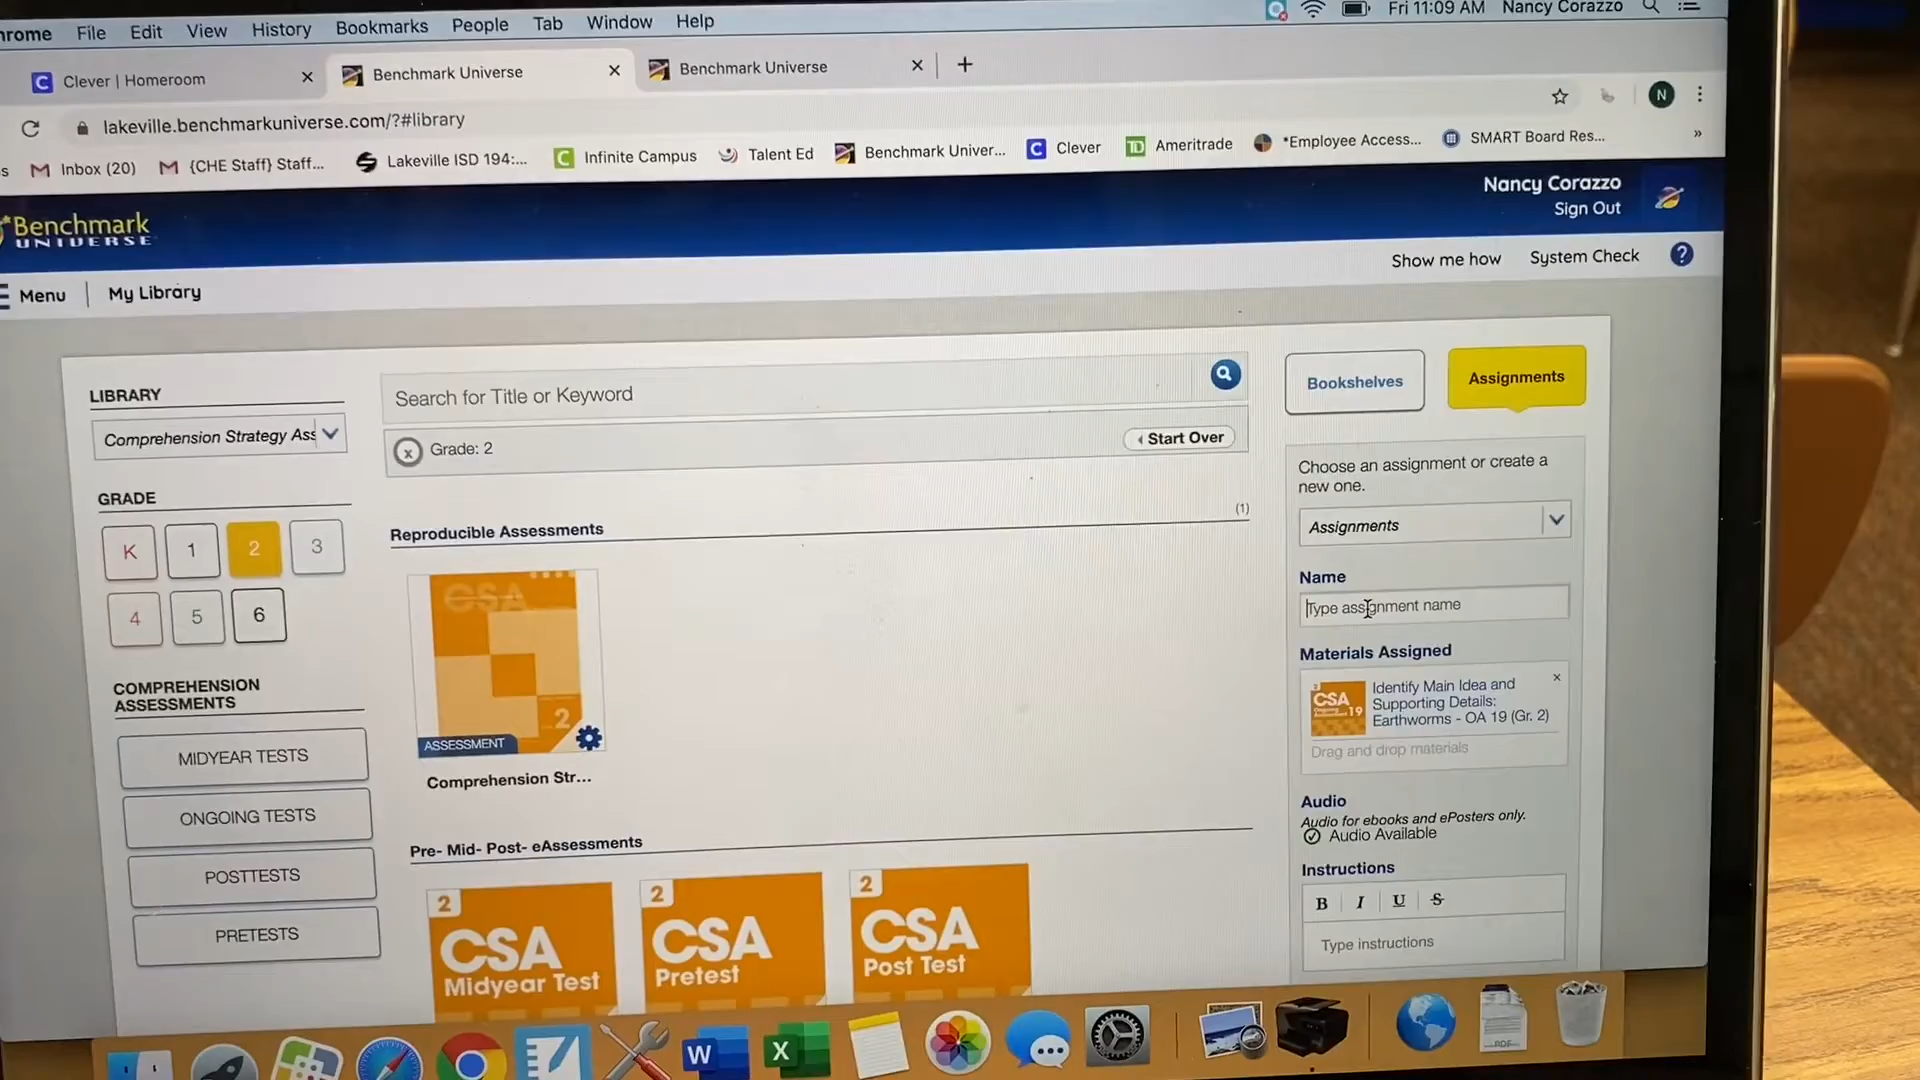 hrome File Edit View History Bookmarks People Tab Window Help
Fri 11:09 AM Nancy Corazzo
Clever | Homeroom
Benchmark Universe
Benchmark Universe
lakeville.benchmarkuniverse.com/?#library
N
s
Inbox (20)
{CHE Staff} Staff...
Lakeville ISD 194:...
Infinite Campus
Talent Ed
Benchmark Univer...
Clever
Ameritrade
*Employee Access...
SMART Board Res...
»
Nancy Corazzo
Sign Out
Benchmark
UNIVERSE
Show me how
System Check
?
Menu
My Library
LIBRARY
Comprehension Strategy Ass
GRADE
K 1 2 3
4 5 6
COMPREHENSION
ASSESSMENTS
MIDYEAR TESTS
ONGOING TESTS
POSTTESTS
PRETESTS
Search for Title or Keyword
x Grade: 2
Start Over
Reproducible Assessments
(1)
CSA
2
ASSESSMENT
Comprehension Str...
Pre- Mid- Post- eAssessments
2
CSA
Midyear Test
2
CSA
Pretest
2
CSA
Post Test
Bookshelves
Assignments
Choose an assignment or create a
new one.
Assignments
Name
Type assignment name
Materials Assigned
2
CSA
19
Identify Main Idea and
Supporting Details:
Earthworms - OA 19 (Gr. 2)
×
Drag and drop materials
Audio
Audio for ebooks and ePosters only.
Audio Available
Instructions
B I U S
Type instructions
W
X